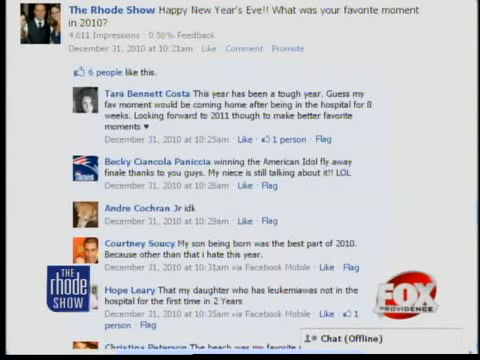 The Rhode Show Happy New Year's Eve!! What was your favorite moment
in 2010?
4,611 Impressions · 0.56% Feedback
December 31, 2010 at 10:21am · Like · Comment · Promote
6 people like this.
Tara Bennett Costa This year has been a tough year. Guess my
fav moment would be coming home after being in the hospital for 8
weeks. Looking forward to 2011 though to make better favorite
moments ♥
December 31, 2010 at 10:25am · Like · 1 person · Flag
Becky Ciancola Paniccia winning the American Idol fly away
finale thanks to you guys. My niece is still talking about it!! LOL
December 31, 2010 at 10:26am · Like · Flag
Andre Cochran Jr idk
December 31, 2010 at 10:29am · Like · Flag
Courtney Soucy My son being born was the best part of 2010.
Because other than that i hate this year.
December 31, 2010 at 10:31am via Facebook Mobile · Like · Flag
Hope Leary That my daughter who has leukemiawas not in the
hospital for the first time in 2 Years
December 31, 2010 at 10:35am via Facebook Mobile · Like · 1
person · Flag
Christina Peterson The beach was my favorite
THE
rhode
SHOW
FOX
PROVIDENCE
Chat (Offline)